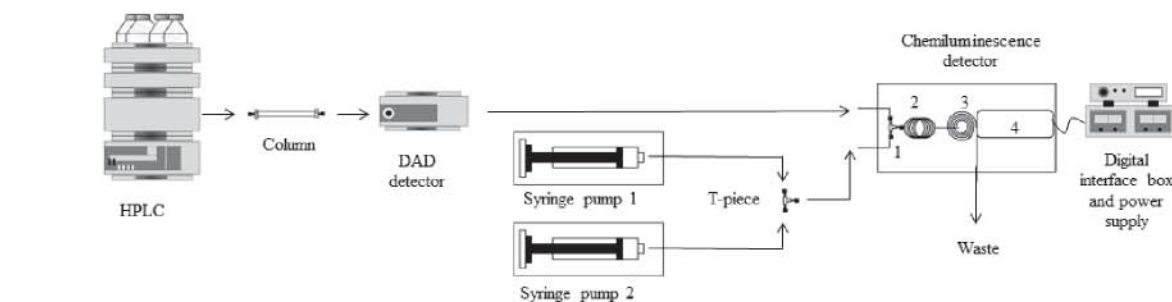 HPLC
Column
DAD
detector
Syringe pump 1
Syringe pump 2
T-piece
Chemiluminescence
detector
1
2
3
4
Waste
Digital
interface box
and power
supply